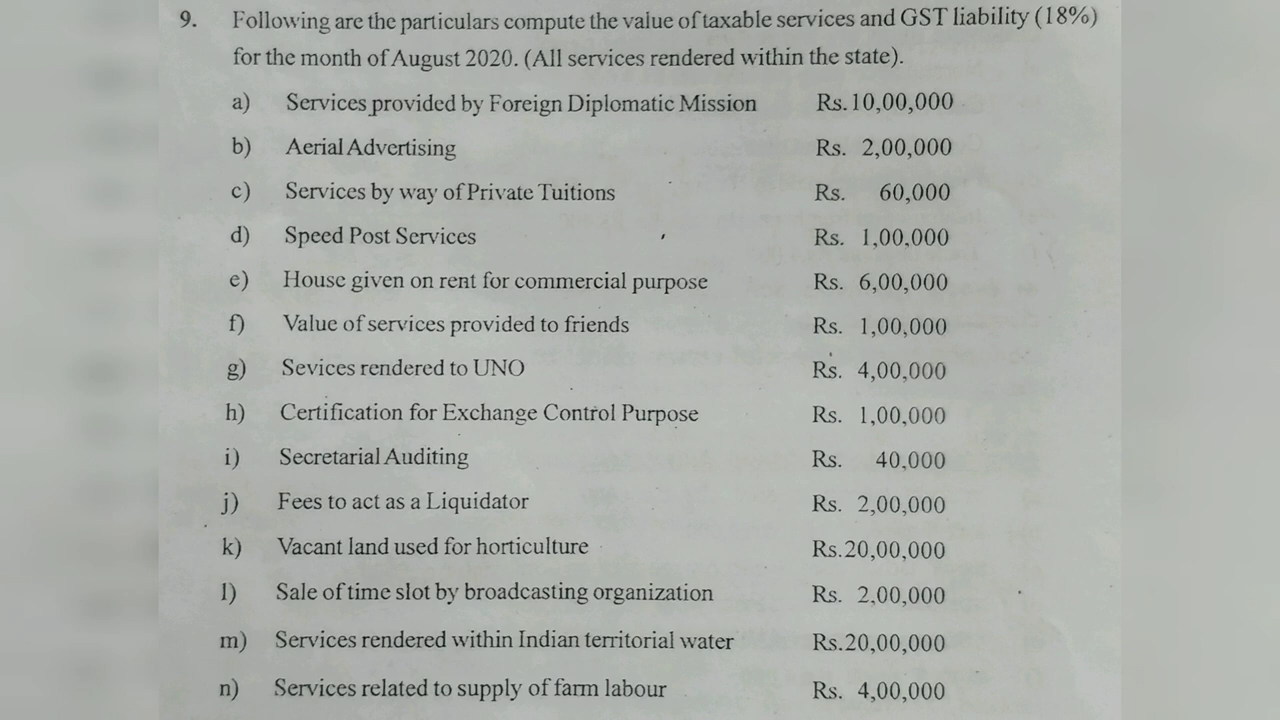 9. Following are the particulars compute the value of taxable services and GST liability (18%)
for the month of August 2020. (All services rendered within the state).
a) Services provided by Foreign Diplomatic Mission Rs. 10,00,000
b) Aerial Advertising Rs. 2,00,000
c) Services by way of Private Tuitions Rs. 60,000
d) Speed Post Services Rs. 1,00,000
e) House given on rent for commercial purpose Rs. 6,00,000
f) Value of services provided to friends Rs. 1,00,000
g) Sevices rendered to UNO Rs. 4,00,000
h) Certification for Exchange Control Purpose Rs. 1,00,000
i) Secretarial Auditing Rs. 40,000
j) Fees to act as a Liquidator Rs. 2,00,000
k) Vacant land used for horticulture Rs. 20,00,000
l) Sale of time slot by broadcasting organization Rs. 2,00,000
m) Services rendered within Indian territorial water Rs. 20,00,000
n) Services related to supply of farm labour Rs. 4,00,000